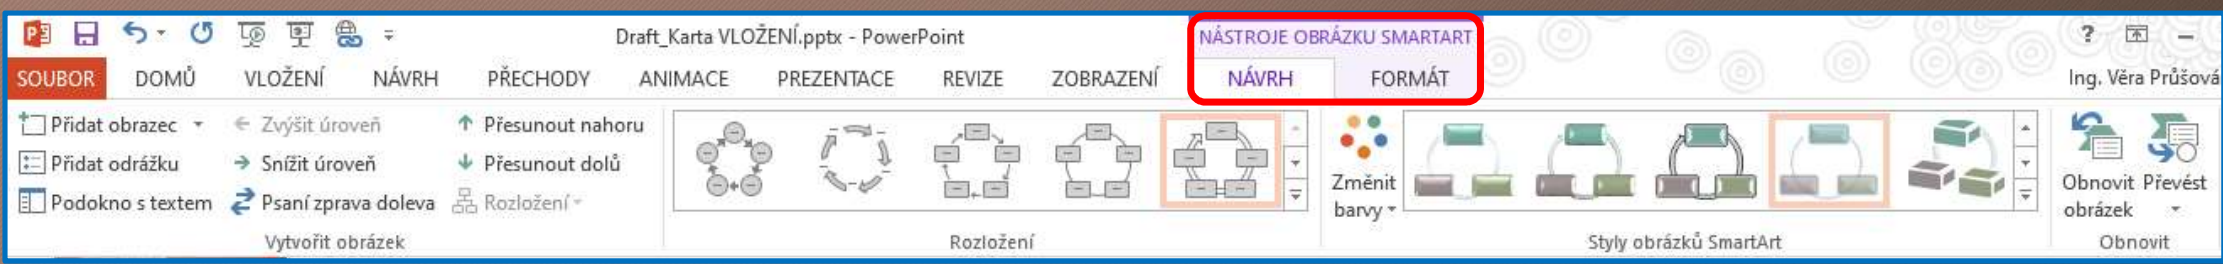 Draft_Karta VLOŽENÍ.pptx - PowerPoint
NÁSTROJE OBRÁZKU SMARTART
?
SOUBOR DOMŮ VLOŽENÍ NÁVRH PŘECHODY ANIMACE PREZENTACE REVIZE ZOBRAZENÍ NÁVRH FORMÁT Ing. Věra Průšová
Přidat obrazec Zvýšit úroveň Přesunout nahoru
Přidat odrážku Snížit úroveň Přesunout dolů
Podokno s textem Psaní zprava doleva Rozložení
Změnit
barvy
Obnovit
obrázek
Převést
Vytvořit obrázek Rozložení Styly obrázků SmartArt Obnovit